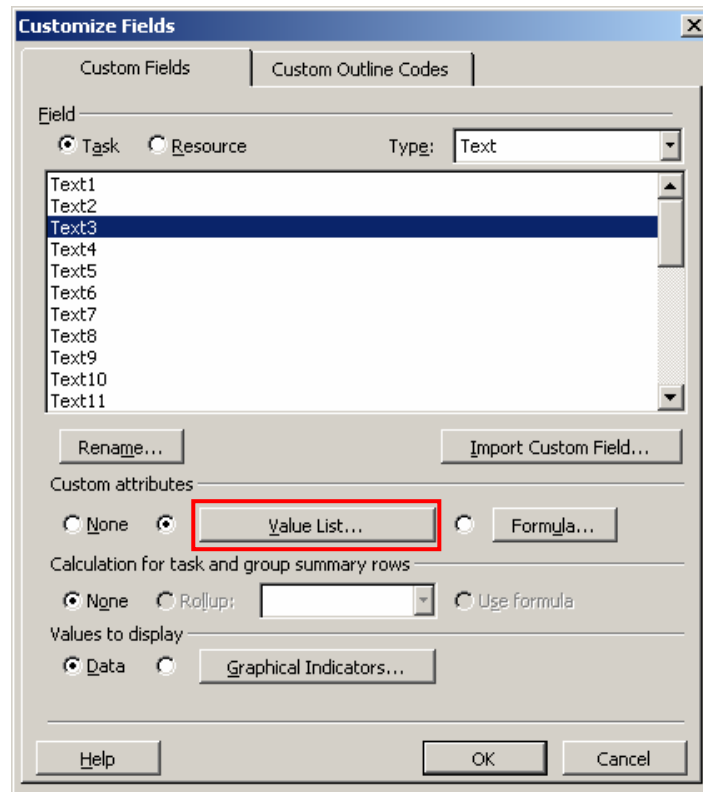 Customize Fields
Custom Fields Custom Outline Codes
Field
Task Resource Type: Text
Text1
Text2
Text3
Text4
Text5
Text6
Text7
Text8
Text9
Text10
Text11
Rename... Import Custom Field...
Custom attributes
None Value List... Formula...
Calculation for task and group summary rows
None Rollup: Use formula
Values to display
Data Graphical Indicators...
Help OK Cancel